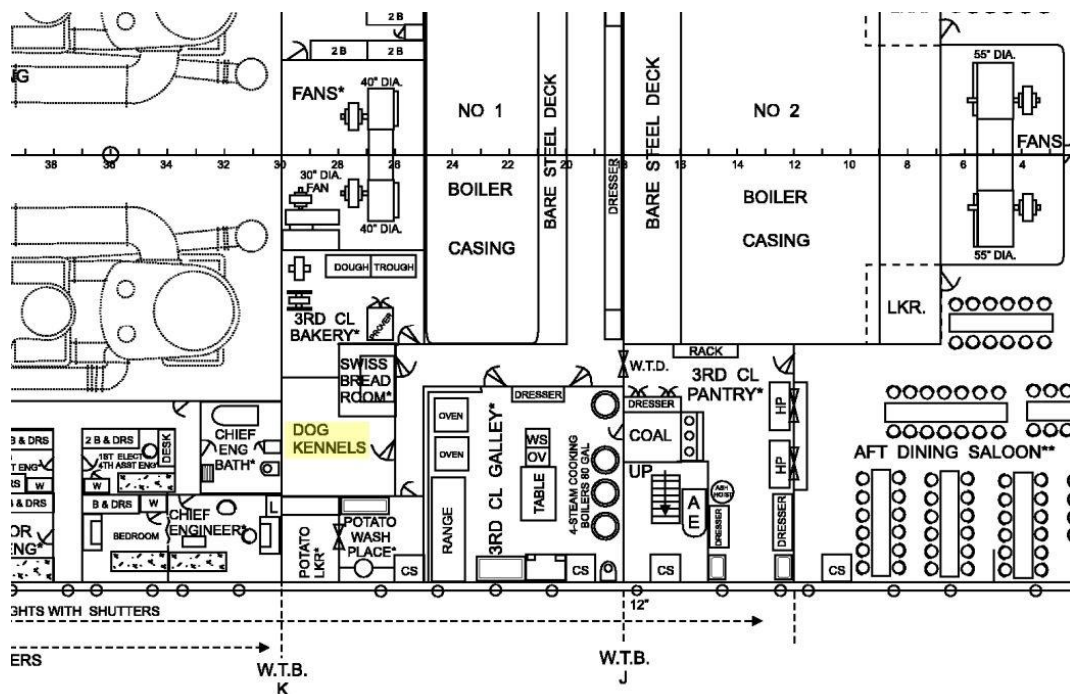 2 B
2 B
2 B
40" DIA.
FANS*
30" DIA.
FAN
40" DIA.
NO 1
BOILER
CASING
BARE STEEL DECK
DRESSER
BARE STEEL DECK
NO 2
BOILER
CASING
55" DIA.
FANS
55" DIA.
38
36
34
32
30
28
26
24
22
20
18
16
14
12
10
8
6
4
DOUGH
TROUGH
3RD CL
BAKERY*
PROVER
SWISS
BREAD
ROOM*
DOG
KENNELS
W.T.D.
RACK
3RD CL
PANTRY*
LKR.
DRESSER
DRESSER
HP
HP
COAL
UP
A E
ASH
HOIST
DRESSER
DRESSER
AFT DINING SALOON**
OVEN
OVEN
RANGE
3RD CL GALLEY*
WS
OV
TABLE
4-STEAM COOKING
BOILERS 80 GAL
CS
CS
CS
CS
POTATO
LKR*
POTATO
WASH
PLACE*
CHIEF
ENG
BATH*
2 B & DRS
DESK
1ST ELECT
4TH ASST ENG*
W
W
B & DRS
B & DRS
B & DRS
BEDROOM
CHIEF
ENGINEER*
L
12"
GHTS WITH SHUTTERS
ERS
W.T.B.
K
W.T.B.
J